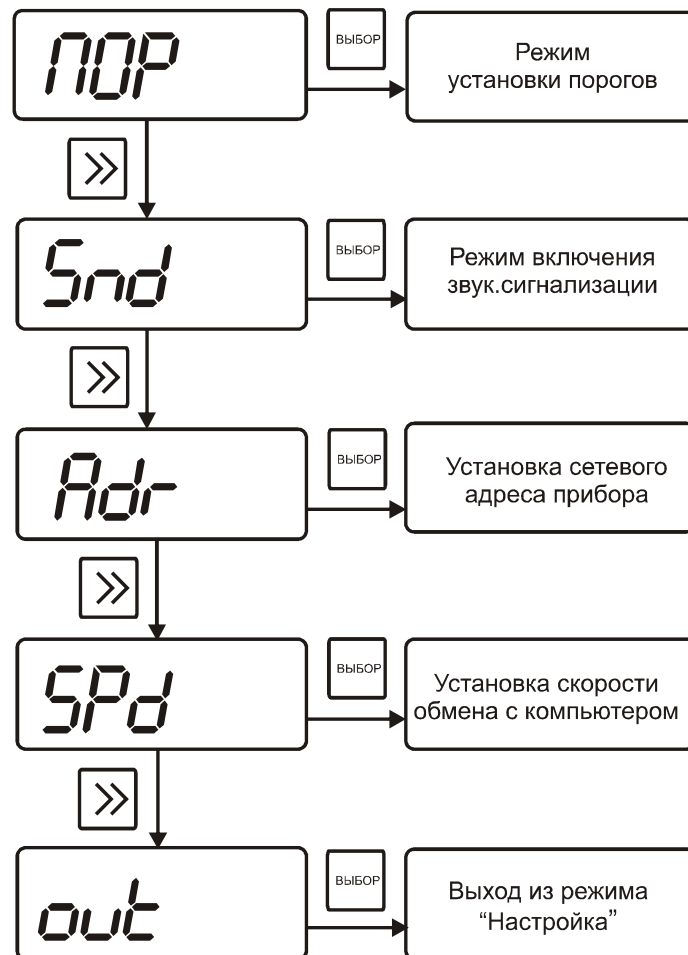 ПОР
ВЫБОР
Режим
установки порогов
>>
Snd
ВЫБОР
Режим включения
звук.сигнализации
>>
Adr
ВЫБОР
Установка сетевого
адреса прибора
>>
SPd
ВЫБОР
Установка скорости
обмена с компьютером
>>
out
ВЫБОР
Выход из режима
“Настройка”